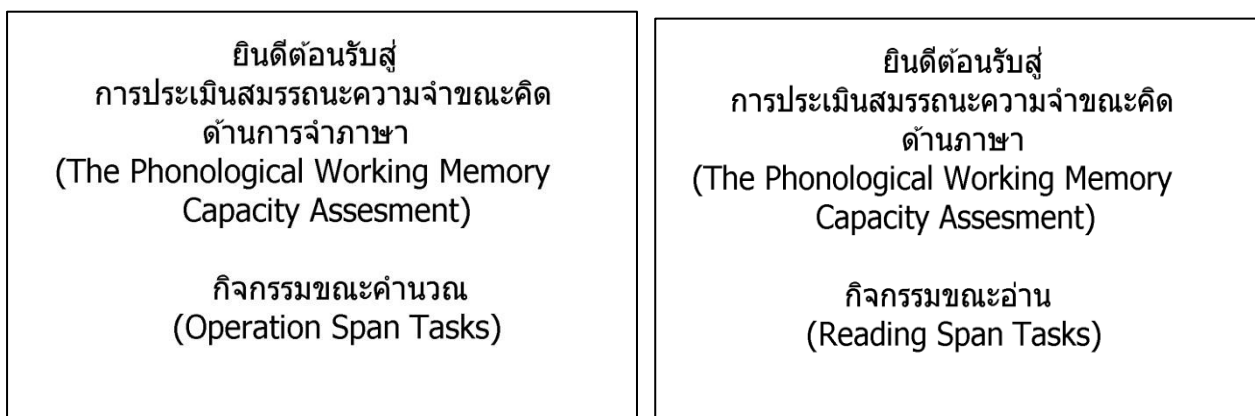 ยินดีต้อนรับสู่
การประเมินสมรรถนะความจำขณะคิด
ด้านการจำภาษา
(The Phonological Working Memory
Capacity Assesment)
กิจกรรมขณะคำนวณ
(Operation Span Tasks)
ยินดีต้อนรับสู่
การประเมินสมรรถนะความจำขณะคิด
ด้านภาษา
(The Phonological Working Memory
Capacity Assesment)
กิจกรรมขณะอ่าน
(Reading Span Tasks)